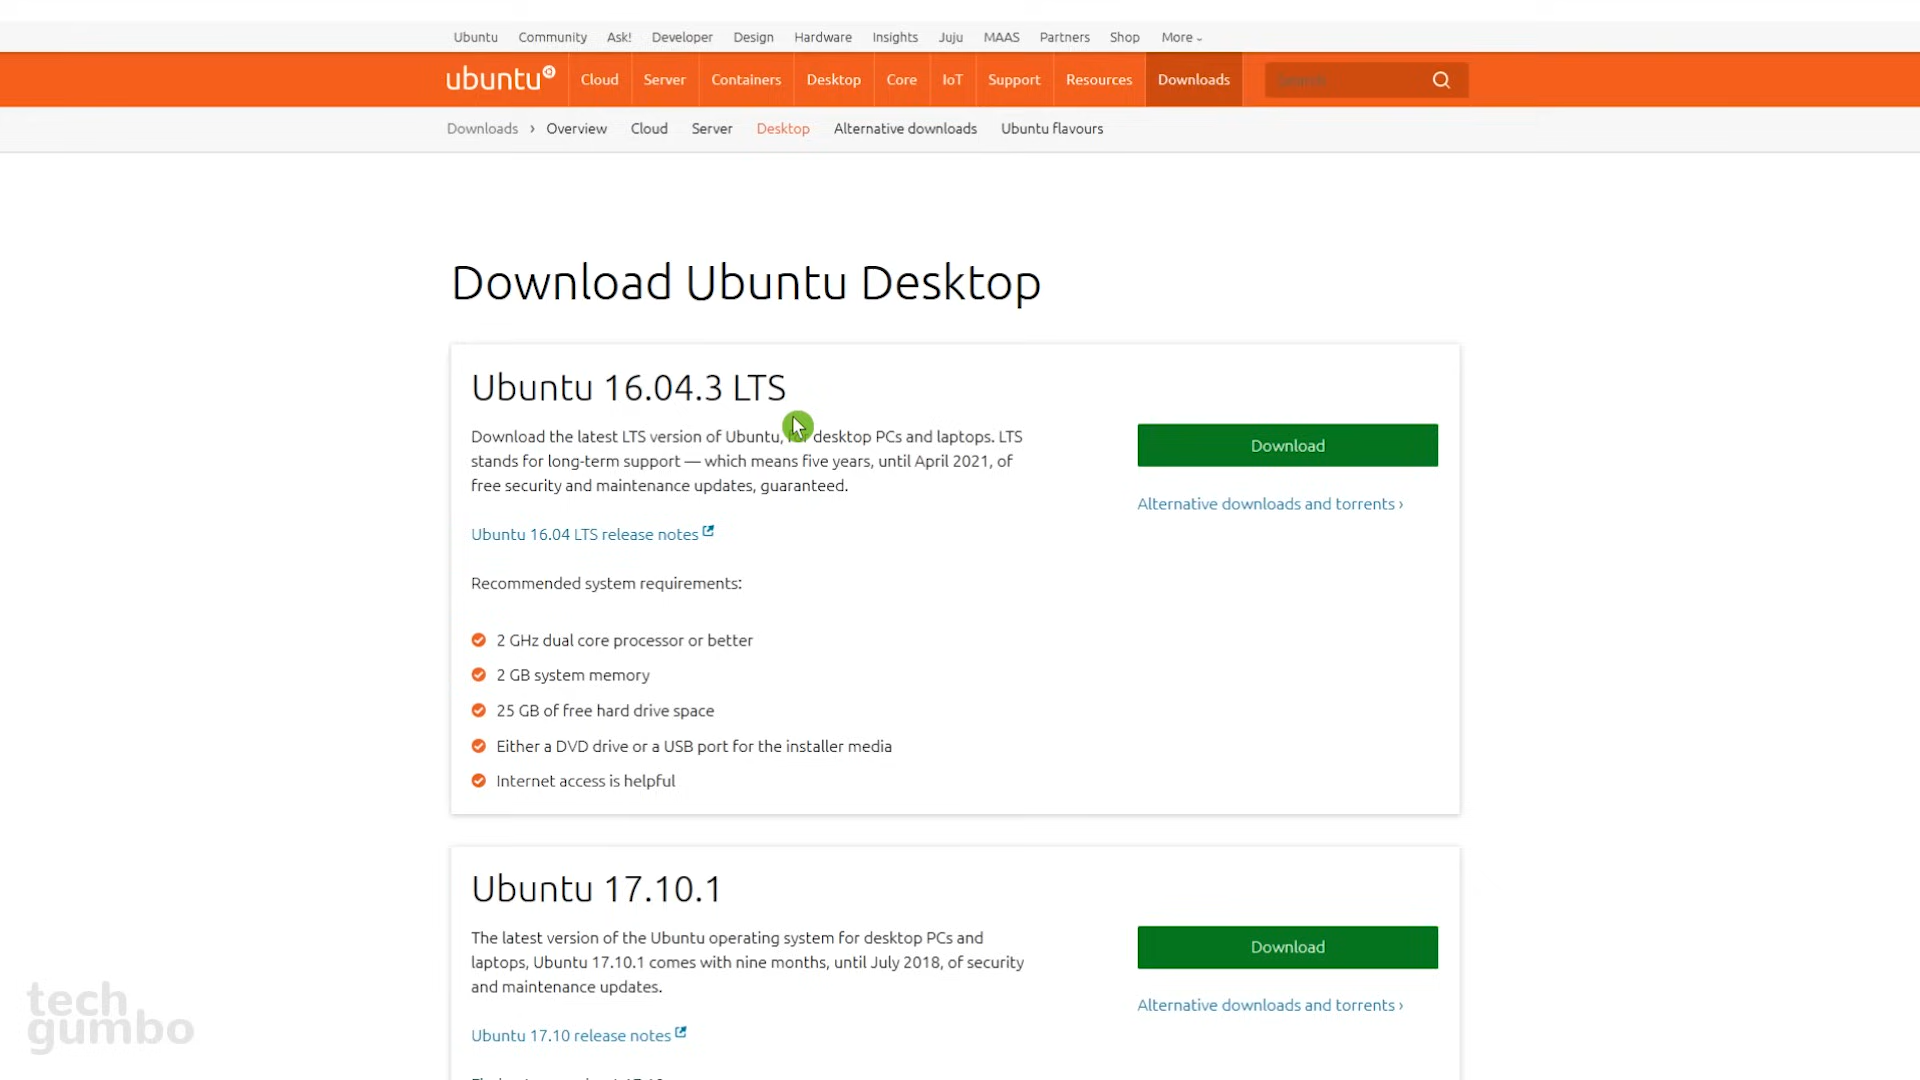 Ubuntu Community Ask! Developer Design Hardware Insights Juju MAAS Partners Shop More
ubuntu Cloud Server Containers Desktop Core IoT Support Resources Downloads
Downloads › Overview Cloud Server Desktop Alternative downloads Ubuntu flavours
Download Ubuntu Desktop
Ubuntu 16.04.3 LTS
Download the latest LTS version of Ubuntu, for desktop PCs and laptops. LTS
stands for long-term support — which means five years, until April 2021, of
free security and maintenance updates, guaranteed.
Download
Alternative downloads and torrents ›
Ubuntu 16.04 LTS release notes
Recommended system requirements:
2 GHz dual core processor or better
2 GB system memory
25 GB of free hard drive space
Either a DVD drive or a USB port for the installer media
Internet access is helpful
Ubuntu 17.10.1
The latest version of the Ubuntu operating system for desktop PCs and
laptops, Ubuntu 17.10.1 comes with nine months, until July 2018, of security
and maintenance updates.
Download
Alternative downloads and torrents ›
Ubuntu 17.10 release notes
tech
gumbo